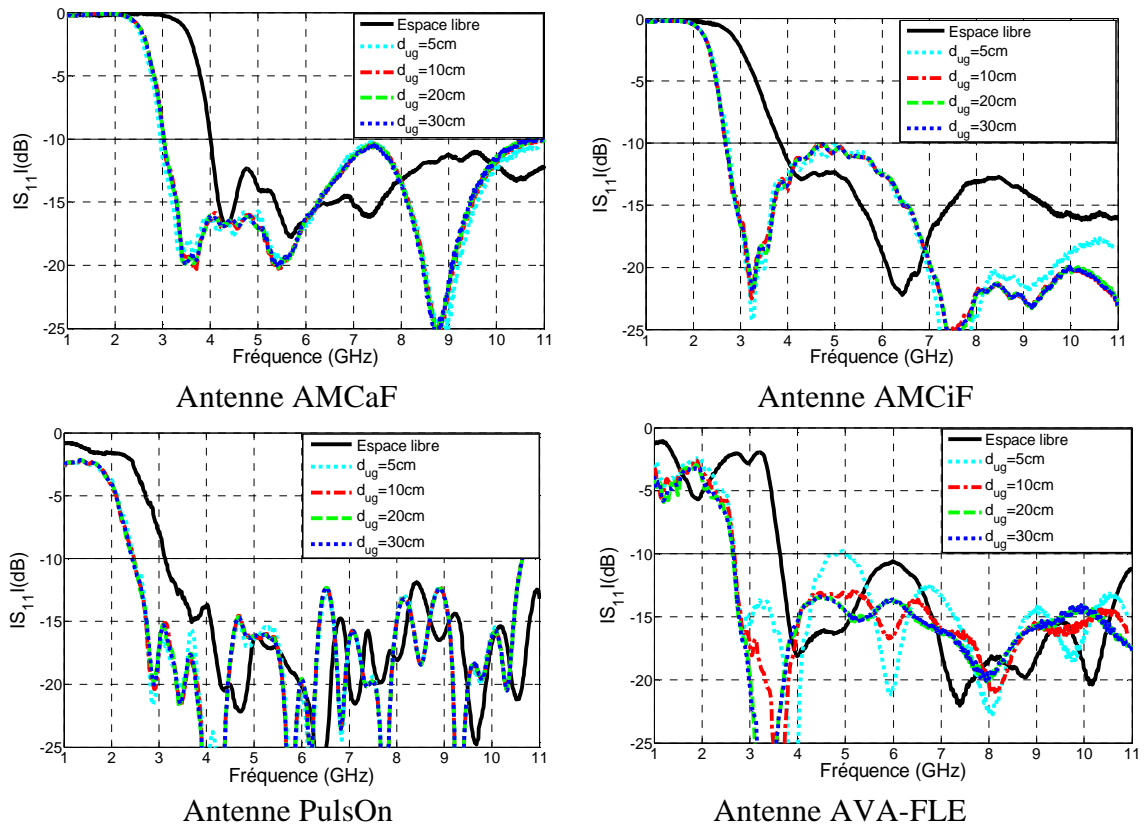 0
-5
-10
-15
-20
-25
IS11I(dB)
Espace libre
dug=5cm
dug=10cm
dug=20cm
dug=30cm
1 2 3 4 5 6 7 8 9 10 11
Fréquence (GHz)
Antenne AMCaF
0
-5
-10
-15
-20
-25
IS11I(dB)
Espace libre
dug=5cm
dug=10cm
dug=20cm
dug=30cm
1 2 3 4 5 6 7 8 9 10 11
Fréquence (GHz)
Antenne AMCiF
0
-5
-10
-15
-20
-25
IS11I(dB)
Espace libre
dug=5cm
dug=10cm
dug=20cm
dug=30cm
1 2 3 4 5 6 7 8 9 10 11
Fréquence (GHz)
Antenne PulsOn
0
-5
-10
-15
-20
-25
IS11I(dB)
Espace libre
dug=5cm
dug=10cm
dug=20cm
dug=30cm
1 2 3 4 5 6 7 8 9 10 11
Fréquence (GHz)
Antenne AVA-FLE